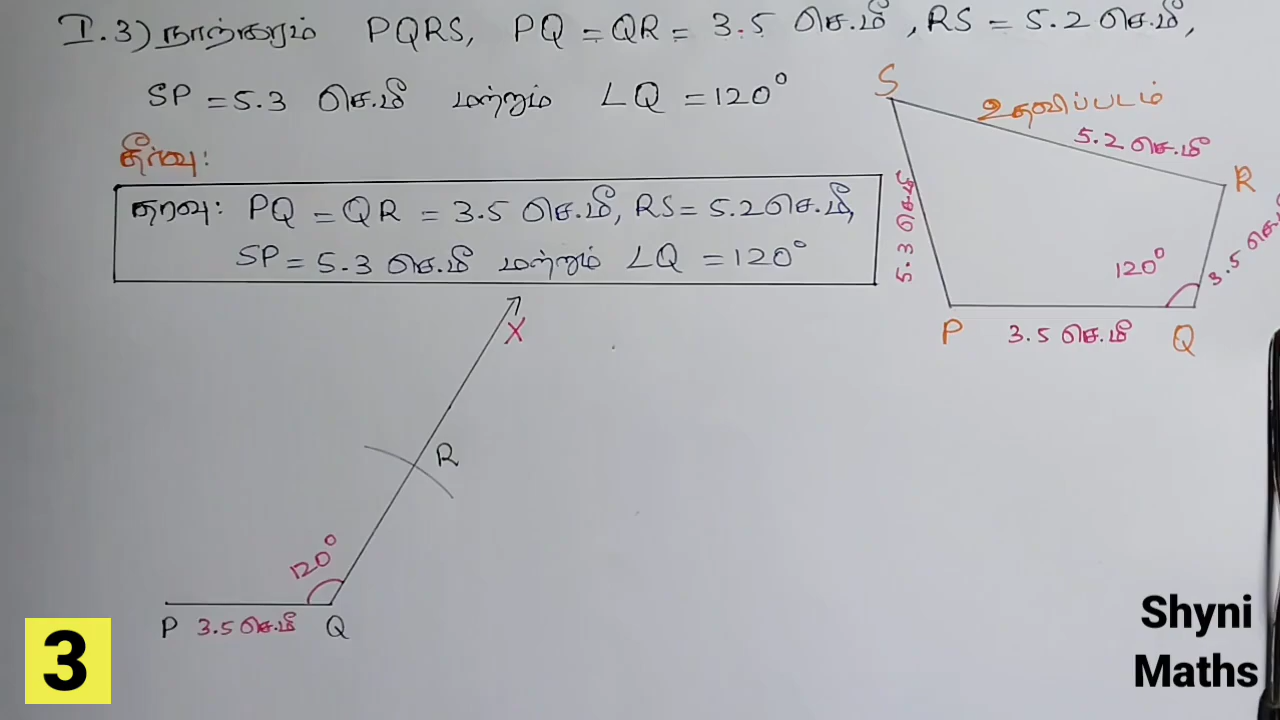 I.3) நாற்கரம் PQRS, PQ = QR = 3.5 செ.மீ, RS = 5.2 செ.மீ,
SP = 5.3 செ.மீ மற்றும் ∠Q = 120°
தீர்வு:
தரவு: PQ = QR = 3.5 செ.மீ, RS = 5.2 செ.மீ,
SP = 5.3 செ.மீ மற்றும் ∠Q = 120°
S
உதவிப்படம்
5.2 செ.மீ
R
5.3 செ.மீ
120°
3.5 செ.
P 3.5 செ.மீ Q
X
R
120°
P 3.5 செ.மீ Q
3
Shyni
Maths